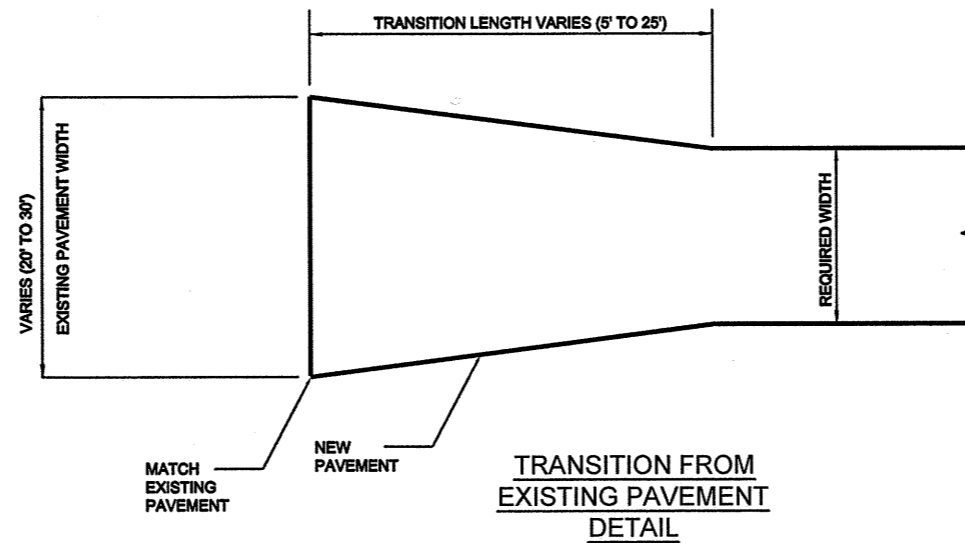 TRANSITION LENGTH VARIES (5' TO 25')
VARIES (20' TO 30')
EXISTING PAVEMENT WIDTH
REQUIRED WIDTH
MATCH
EXISTING
PAVEMENT
NEW
PAVEMENT
TRANSITION FROM
EXISTING PAVEMENT
DETAIL